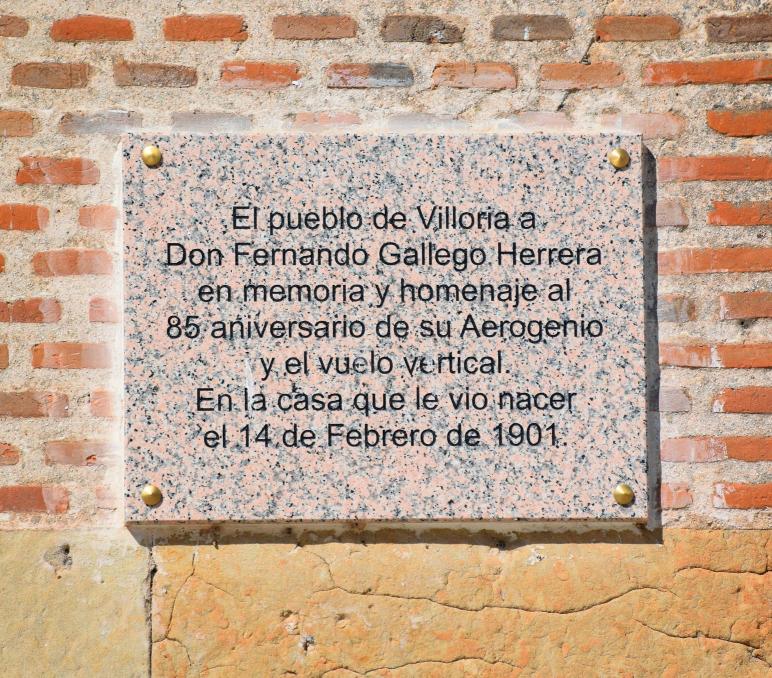 El pueblo de Villoria a
Don Fernando Gallego Herrera
en memoria y homenaje al
85 aniversario de su Aerogenio
y el vuelo vertical.
En la casa que le vio nacer
el 14 de Febrero de 1901.